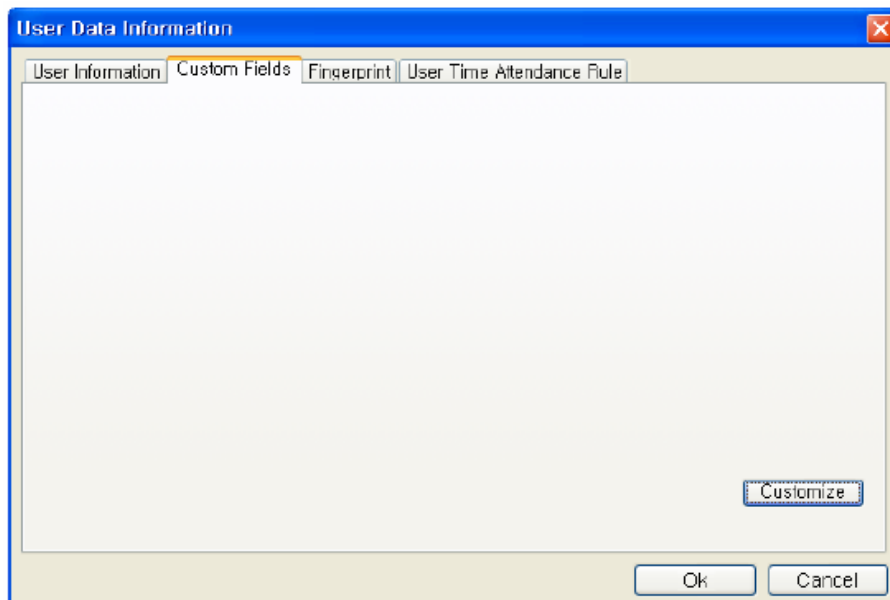 User Data Information
User Information Custom Fields Fingerprint User Time Attendance Rule
Customize
Ok Cancel